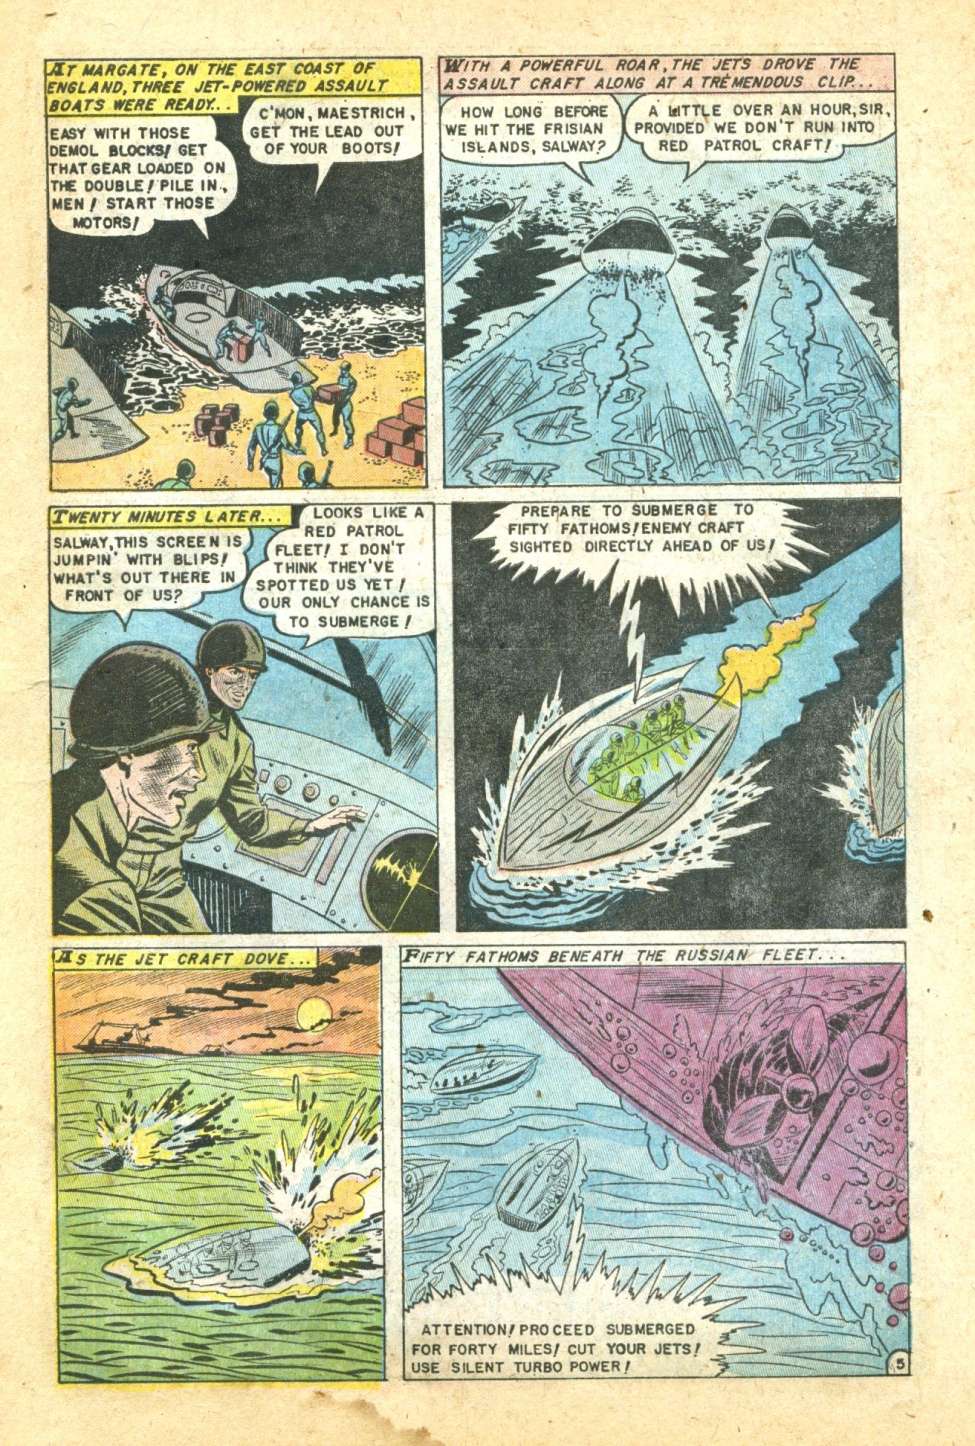 AT MARGATE, ON THE EAST COAST OF
ENGLAND, THREE JET-POWERED ASSAULT
BOATS WERE READY...
EASY WITH THOSE
DEMOL BLOCKS! GET
THAT GEAR LOADED ON
THE DOUBLE! PILE IN,
MEN! START THOSE
MOTORS!
C'MON, MAESTRICH,
GET THE LEAD OUT
OF YOUR BOOTS!
WITH A POWERFUL ROAR, THE JETS DROVE THE
ASSAULT CRAFT ALONG AT A TREMENDOUS CLIP...
HOW LONG BEFORE
WE HIT THE FRISIAN
ISLANDS, SALWAY?
A LITTLE OVER AN HOUR, SIR,
PROVIDED WE DON'T RUN INTO
RED PATROL CRAFT!
TWENTY MINUTES LATER...
SALWAY, THIS SCREEN IS
JUMPIN' WITH BLIPS!
WHAT'S OUT THERE IN
FRONT OF US?
LOOKS LIKE A
RED PATROL
FLEET! I DON'T
THINK THEY'VE
SPOTTED US YET!
OUR ONLY CHANCE IS
TO SUBMERGE!
PREPARE TO SUBMERGE TO
FIFTY FATHOMS! ENEMY CRAFT
SIGHTED DIRECTLY AHEAD OF US!
AS THE JET CRAFT DOVE...
FIFTY FATHOMS BENEATH THE RUSSIAN FLEET...
ATTENTION! PROCEED SUBMERGED
FOR FORTY MILES! CUT YOUR JETS!
USE SILENT TURBO POWER!
5